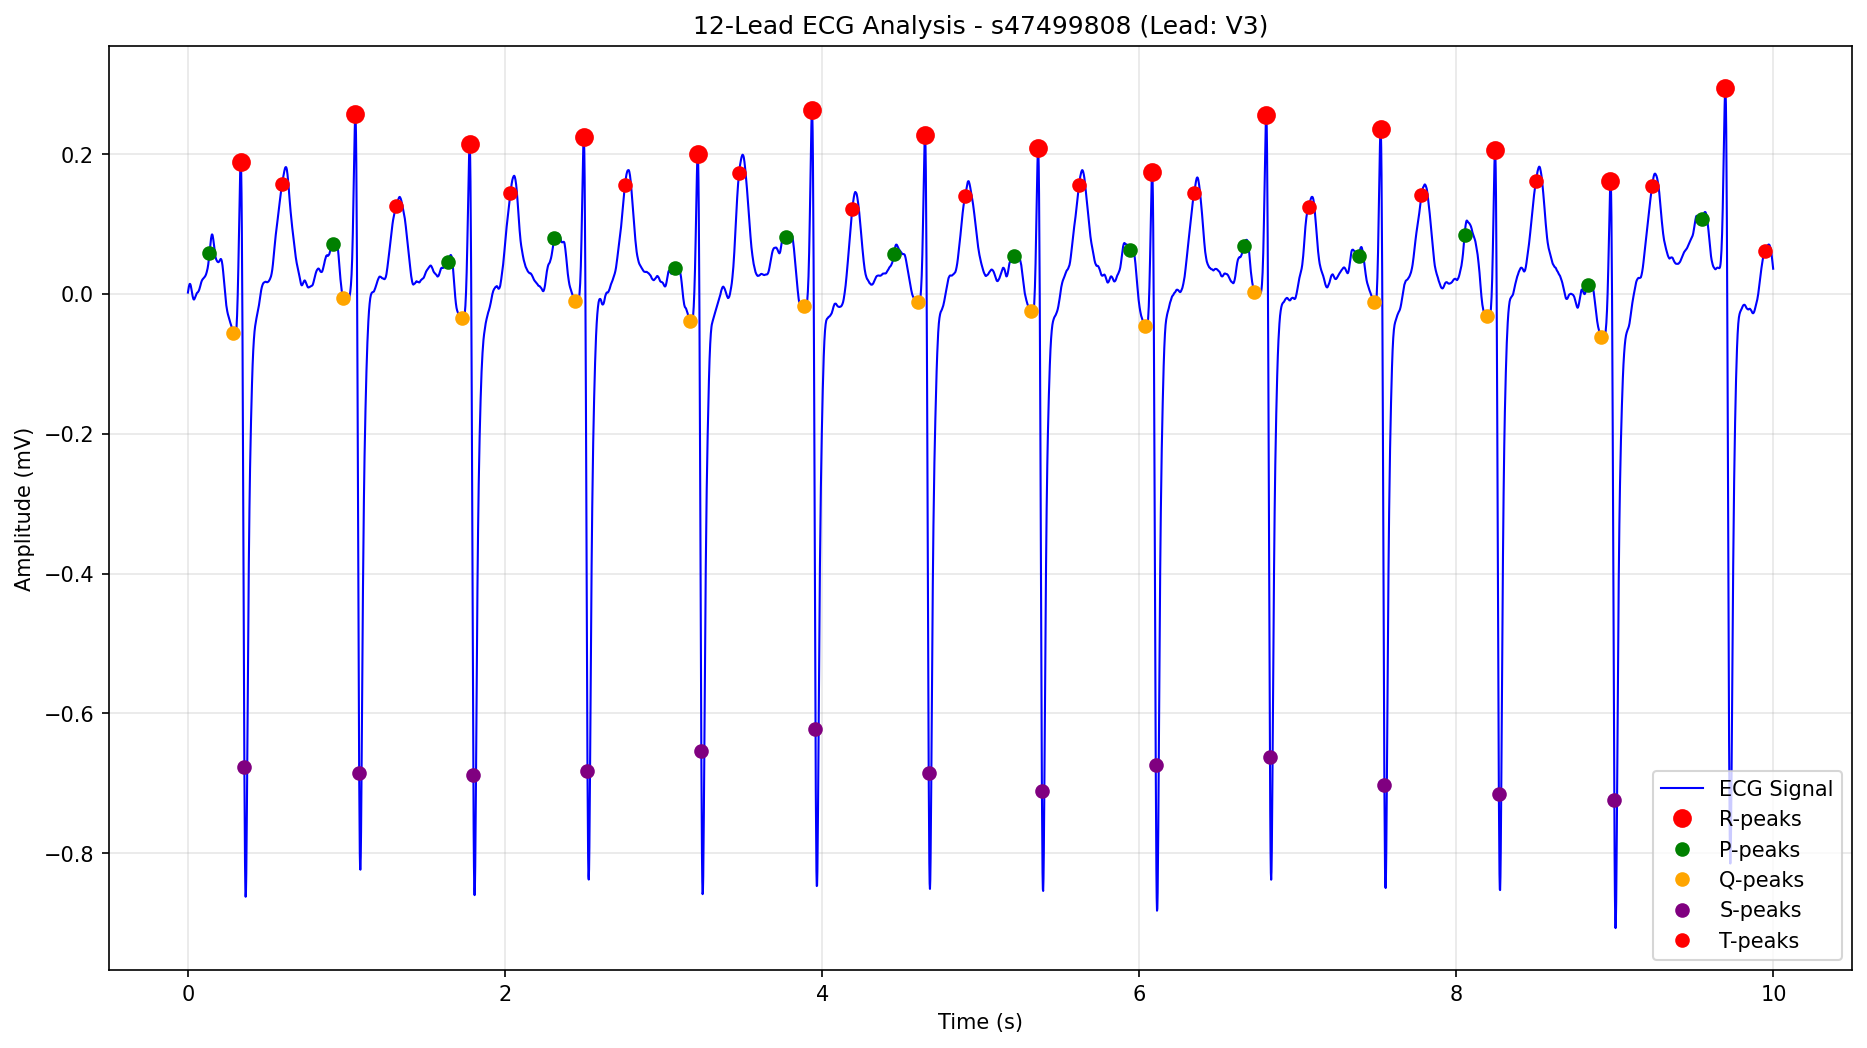 12-Lead ECG Analysis - s47499808 (Lead: V3)
Amplitude (mV)
0.2
0.0
−0.2
−0.4
−0.6
−0.8
0
2
4
6
8
10
Time (s)
ECG Signal
R-peaks
P-peaks
Q-peaks
S-peaks
T-peaks